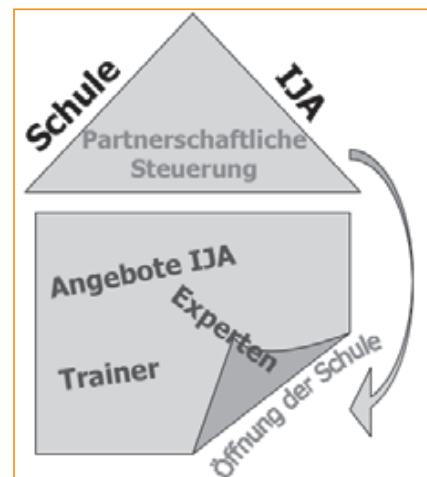 Schule
IJA
Partnerschaftliche
Steuerung
Angebote IJA
Experten
Trainer
Öffnung der Schule